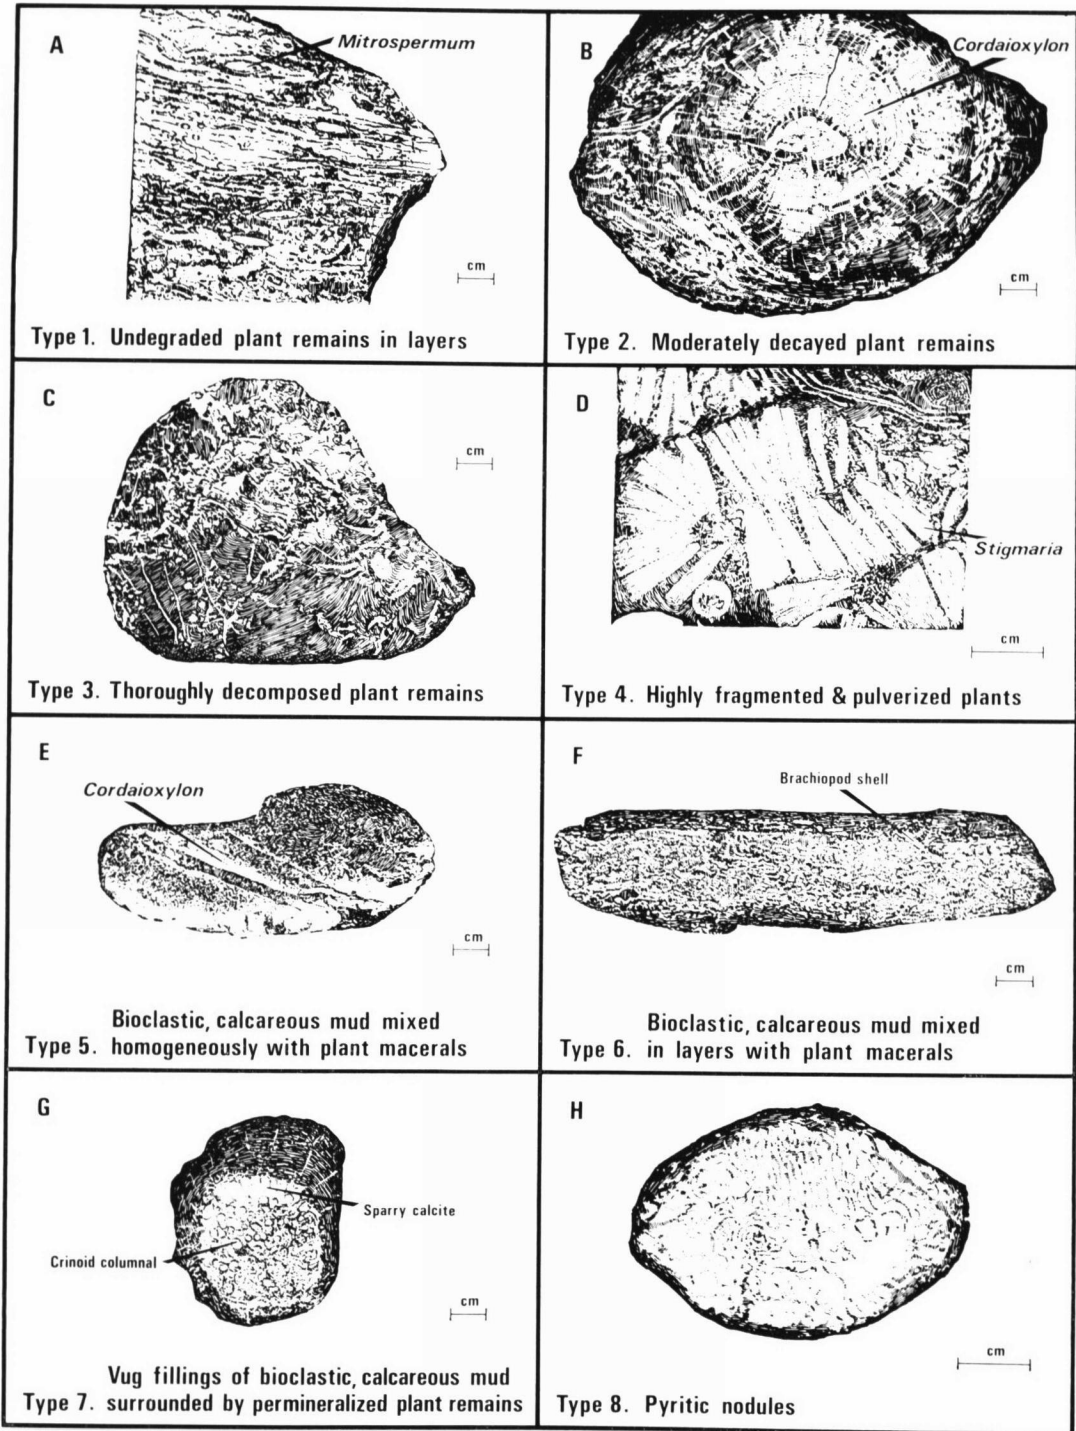 A
Mitrospermum
cm
Type 1. Undegraded plant remains in layers
B
Cordaioxylon
cm
Type 2. Moderately decayed plant remains
C
cm
Type 3. Thoroughly decomposed plant remains
D
Stigmaria
cm
Type 4. Highly fragmented & pulverized plants
E
Cordaioxylon
cm
Bioclastic, calcareous mud mixed
Type 5. homogeneously with plant macerals
F
Brachiopod shell
cm
Bioclastic, calcareous mud mixed
Type 6. in layers with plant macerals
G
Sparry calcite
Crinoid columnal
cm
Vug fillings of bioclastic, calcareous mud
Type 7. surrounded by permineralized plant remains
H
cm
Type 8. Pyritic nodules